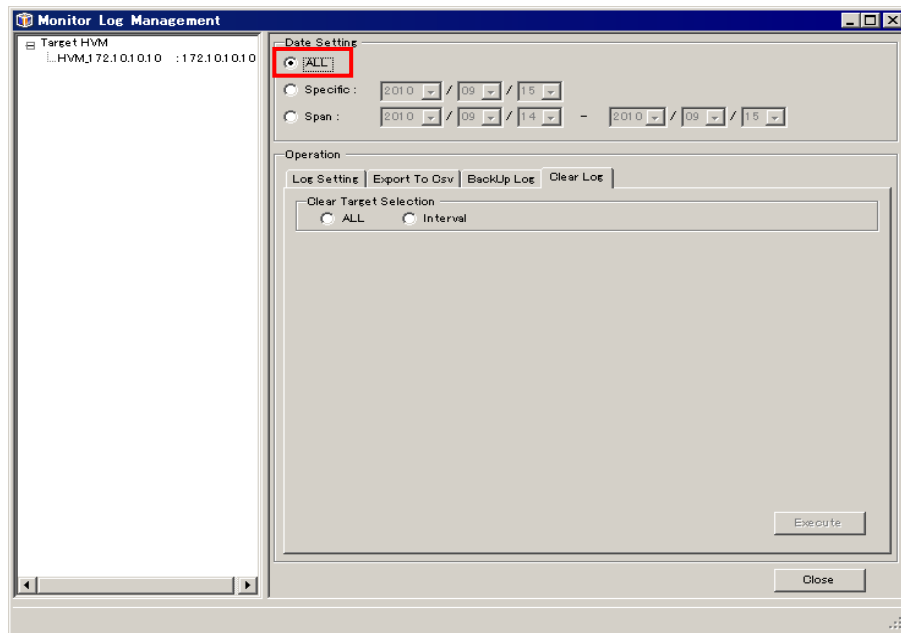 Monitor Log Management
Target HVM
HVM_172.10.10.10 :172.10.10.10
Date Setting
ALL
Specific : 2010 / 09 / 15
Span : 2010 / 09 / 14 - 2010 / 09 / 15
Operation
Log Setting Export To Csv BackUp Log Clear Log
Clear Target Selection
ALL Interval
Execute
Close